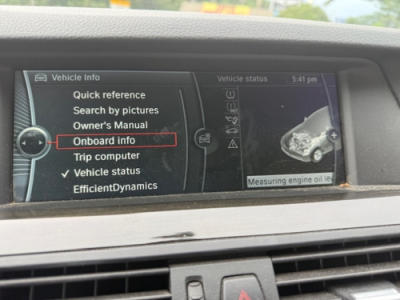 Vehicle Info
Vehicle status
5:41 pm
Quick reference
Search by pictures
Owner's Manual
Onboard info
Trip computer
Vehicle status
EfficientDynamics
Measuring engine oil le